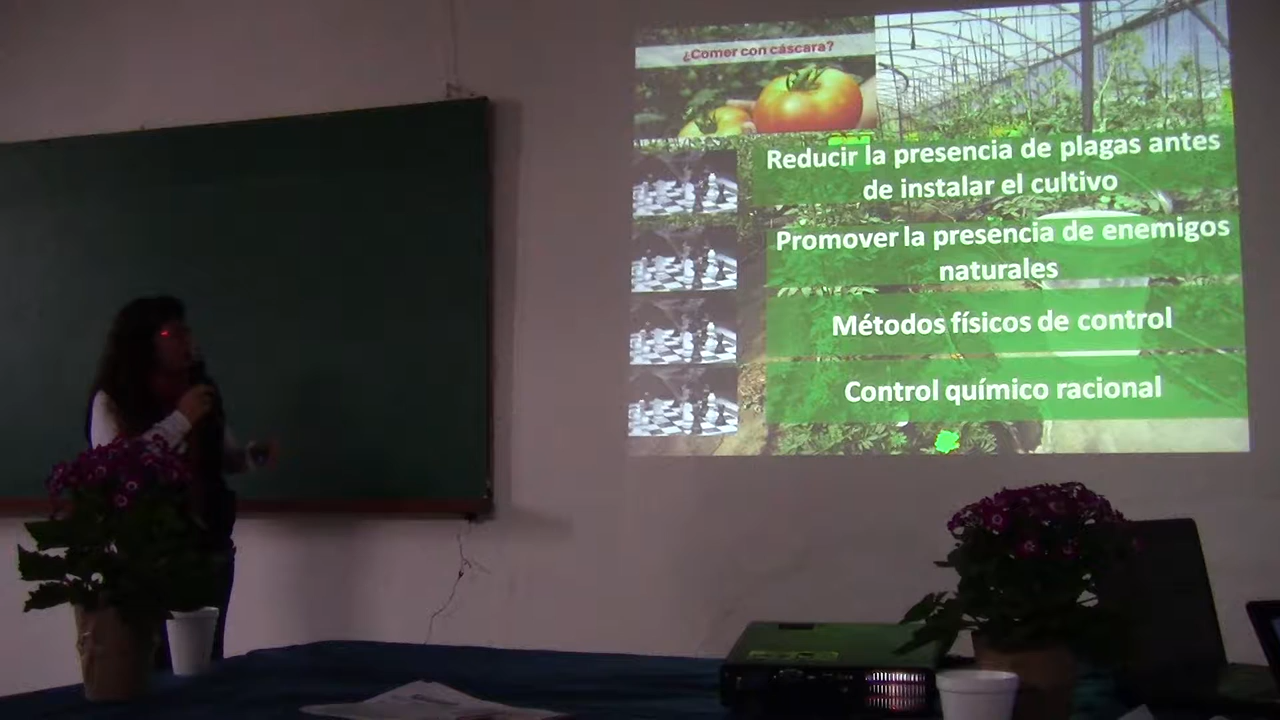 ¿Comer con cáscara?
Reducir la presencia de plagas antes
de instalar el cultivo
Promover la presencia de enemigos
naturales
Métodos físicos de control
Control químico racional